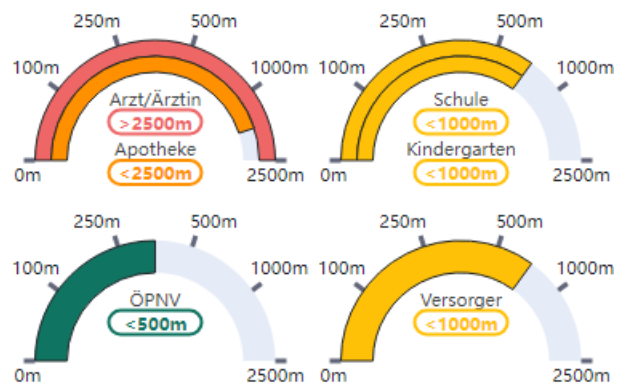 250m
500m
100m
1000m
Arzt/Ärztin
>2500m
Apotheke
<2500m
0m
2500m
250m
500m
100m
1000m
Schule
<1000m
Kindergarten
<1000m
0m
2500m
250m
500m
100m
1000m
ÖPNV
<500m
0m
2500m
250m
500m
100m
1000m
Versorger
<1000m
0m
2500m